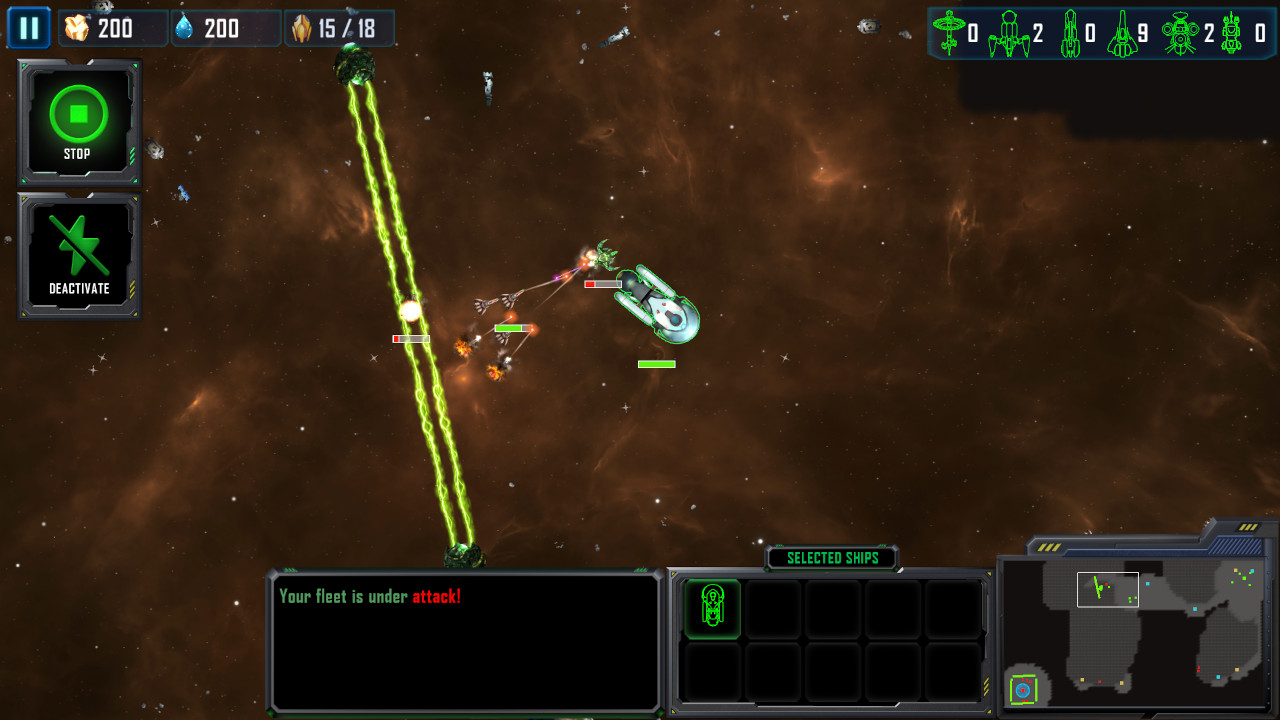 200 200 15 / 18
0 2 0 9 2 0
STOP
DEACTIVATE
SELECTED SHIPS
Your fleet is under attack!